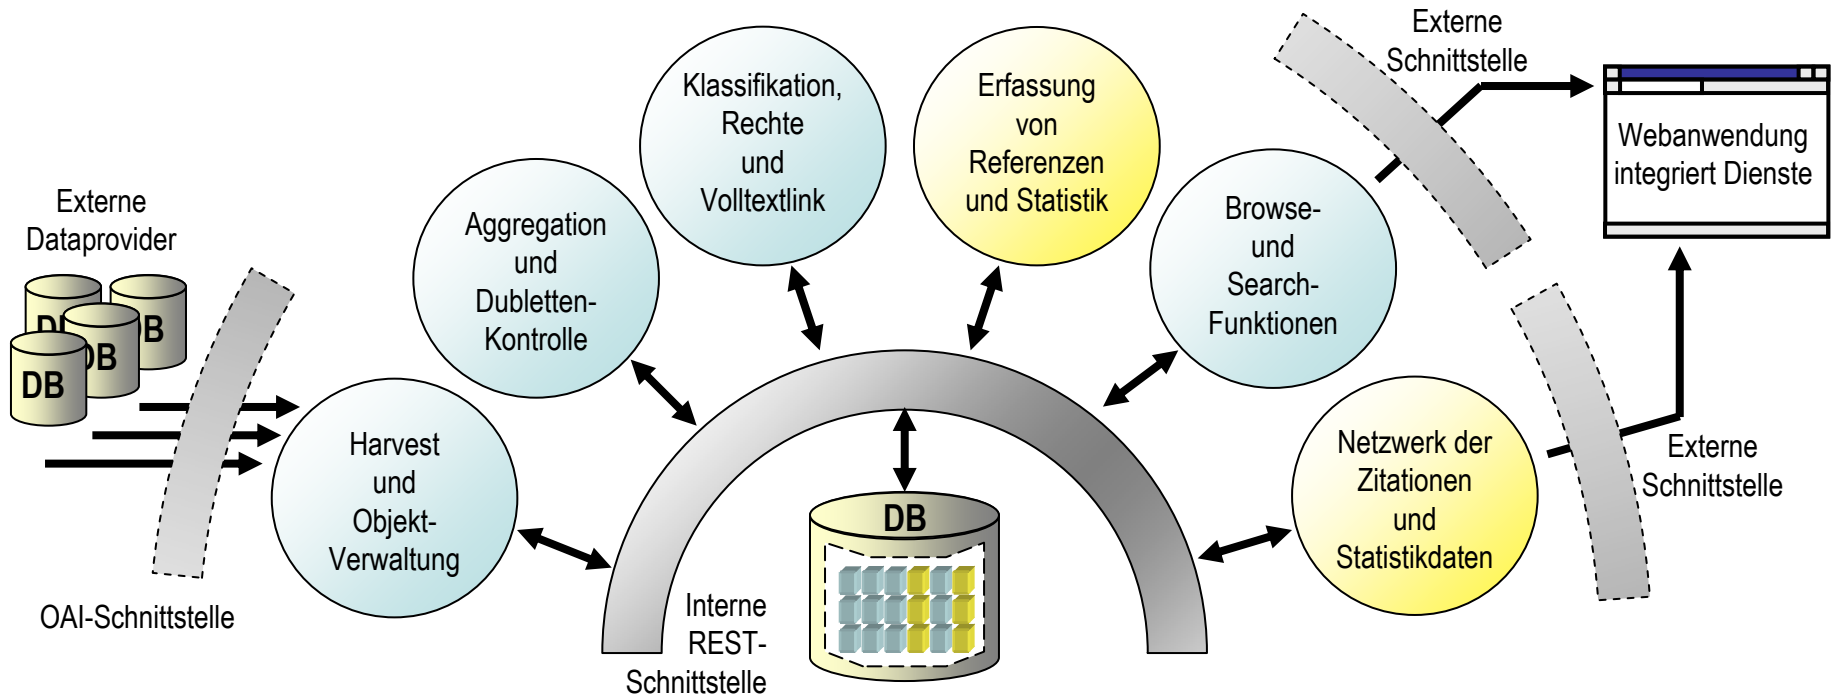 Externe
Dataprovider
DB
DB
DB
DB
OAI-Schnittstelle
Harvest
und
Objekt-
Verwaltung
Aggregation
und
Dubletten-
Kontrolle
Klassifikation,
Rechte
und
Volltextlink
Erfassung
von
Referenzen
und Statistik
Browse-
und
Search-
Funktionen
Netzwerk der
Zitationen
und
Statistikdaten
Interne
REST-
Schnittstelle
DB
Externe
Schnittstelle
Webanwendung
integriert Dienste
Externe
Schnittstelle